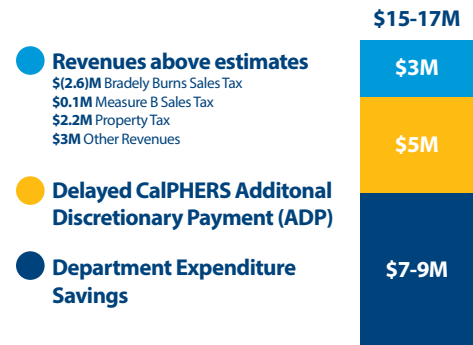 $15-17M
Revenues above estimates
$(2.6)M Bradely Burns Sales Tax
$0.1M Measure B Sales Tax
$2.2M Property Tax
$3M Other Revenues
$3M
$5M
Delayed CalPHERS Additonal
Discretionary Payment (ADP)
Department Expenditure
Savings
$7-9M